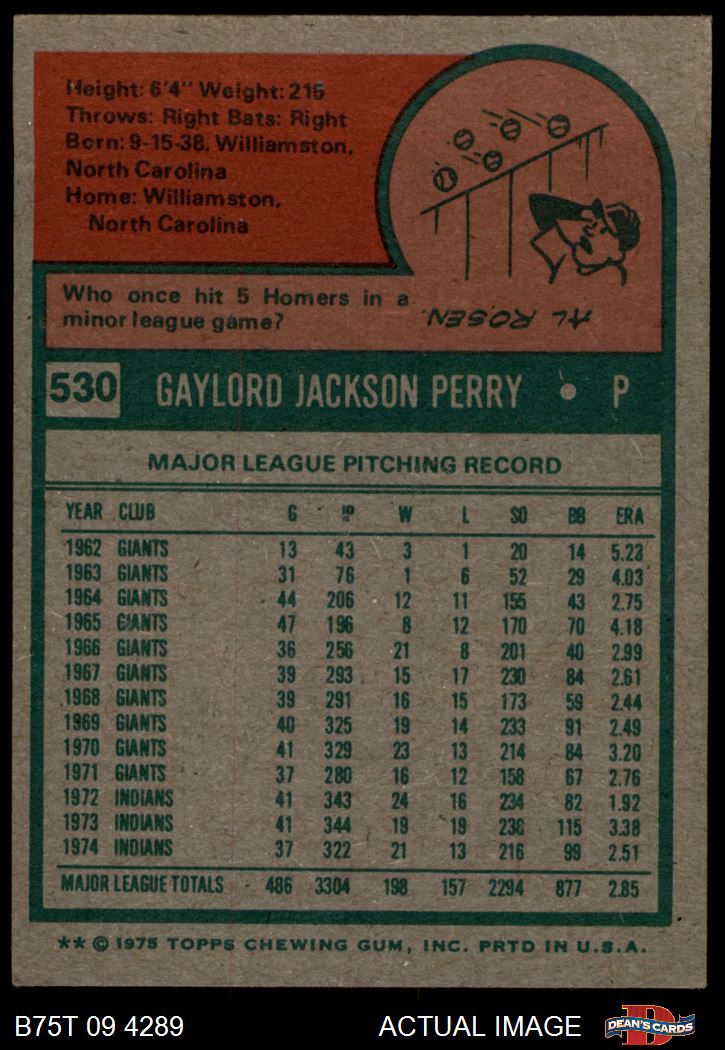 Height: 6'4" Weight: 215
Throws: Right Bats: Right
Born: 9-15-38, Williamston,
North Carolina
Home: Williamston,
North Carolina
Who once hit 5 Homers in a
minor league game?
AL ROSEN.
530 GAYLORD JACKSON PERRY • P
MAJOR LEAGUE PITCHING RECORD
YEAR CLUB G IP W L SO BB ERA
1962 GIANTS 13 43 3 1 20 14 5.23
1963 GIANTS 31 76 1 6 52 29 4.03
1964 GIANTS 44 206 12 11 155 43 2.75
1965 GIANTS 47 196 8 12 170 70 4.18
1966 GIANTS 36 256 21 8 201 40 2.99
1967 GIANTS 39 293 15 17 230 84 2.61
1968 GIANTS 39 291 16 15 173 59 2.44
1969 GIANTS 40 325 19 14 233 91 2.49
1970 GIANTS 41 329 23 13 214 84 3.20
1971 GIANTS 37 280 16 12 158 67 2.76
1972 INDIANS 41 343 24 16 234 82 1.92
1973 INDIANS 41 344 19 19 238 115 3.38
1974 INDIANS 37 322 21 13 216 99 2.51
MAJOR LEAGUE TOTALS 486 3304 198 157 2294 877 2.85
** © 1975 TOPPS CHEWING GUM, INC. PRTD IN U.S.A.
B75T 09 4289 ACTUAL IMAGE DEAN'S CARDS